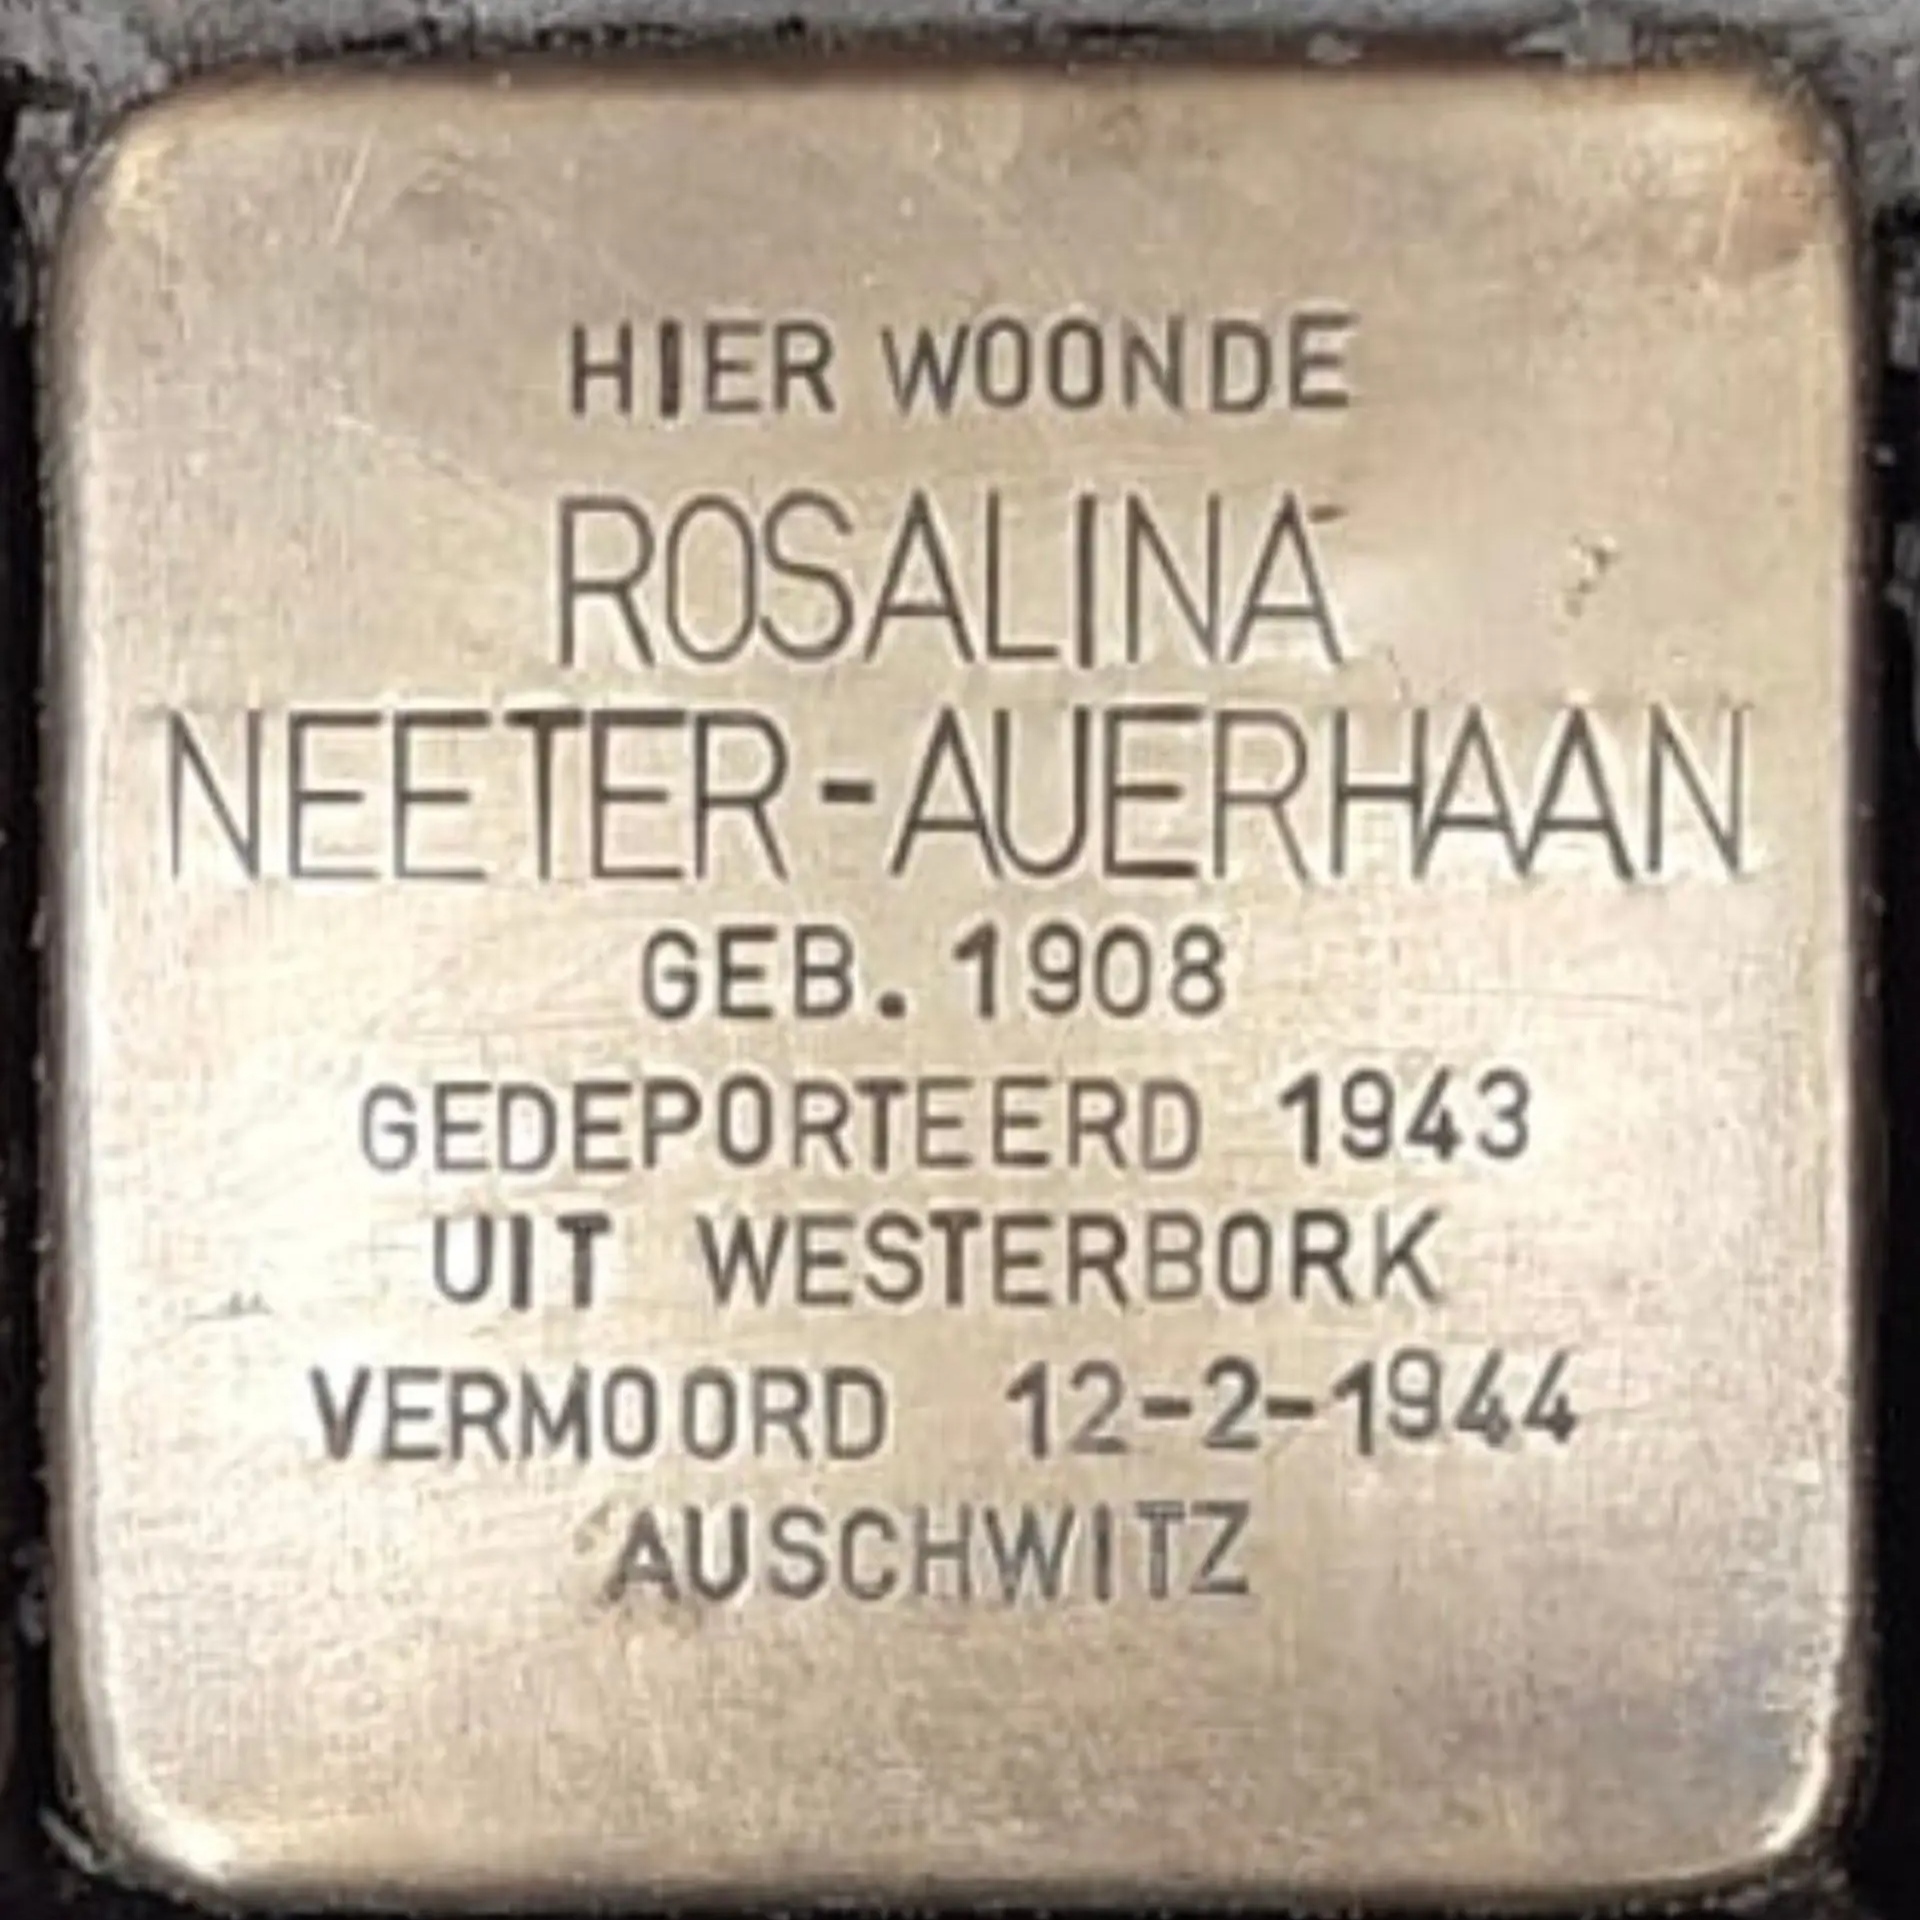 HIER WOONDE
ROSALINA
NEETER-AUERHAAN
GEB. 1908
GEDEPORTEERD 1943
UIT WESTERBORK
VERMOORD 12-2-1944
AUSCHWITZ